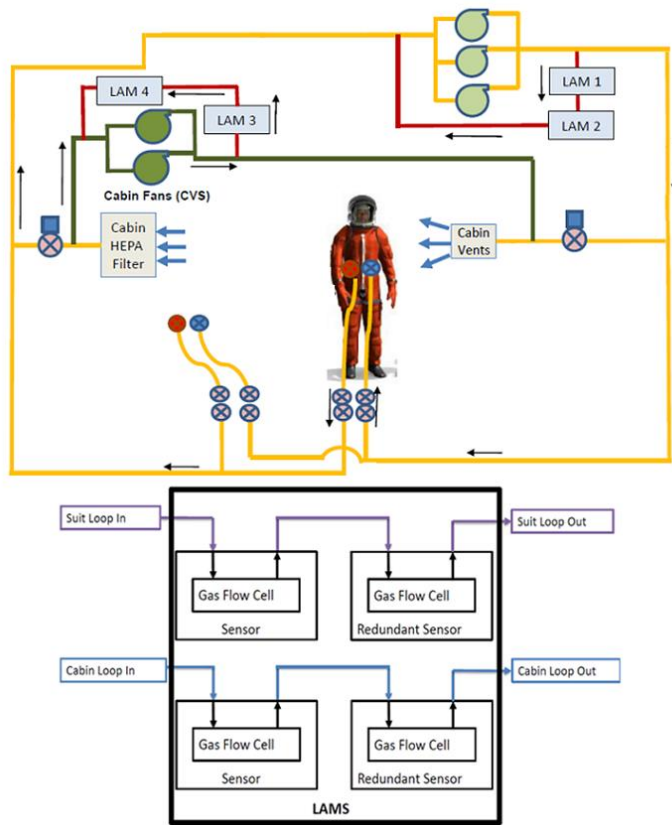 LAM 4
LAM 3
LAM 1
LAM 2
Cabin Fans (CVS)
Cabin
HEPA
Filter
Cabin
Vents
Suit Loop In
Suit Loop Out
Gas Flow Cell
Gas Flow Cell
Sensor
Redundant Sensor
Cabin Loop In
Cabin Loop Out
Gas Flow Cell
Gas Flow Cell
Sensor
Redundant Sensor
LAMS